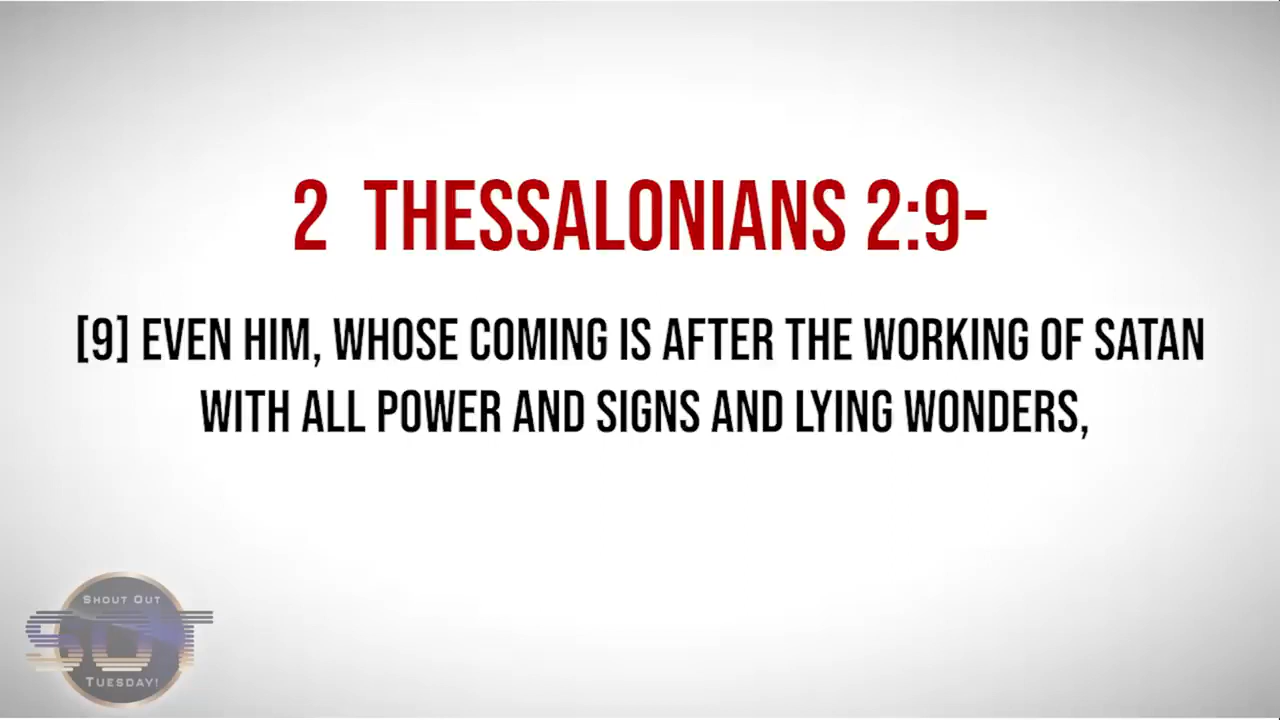 2 THESSALONIANS 2:9-
[9] EVEN HIM, WHOSE COMING IS AFTER THE WORKING OF SATAN
WITH ALL POWER AND SIGNS AND LYING WONDERS,
SHOUT OUT
SOT
TUESDAY!